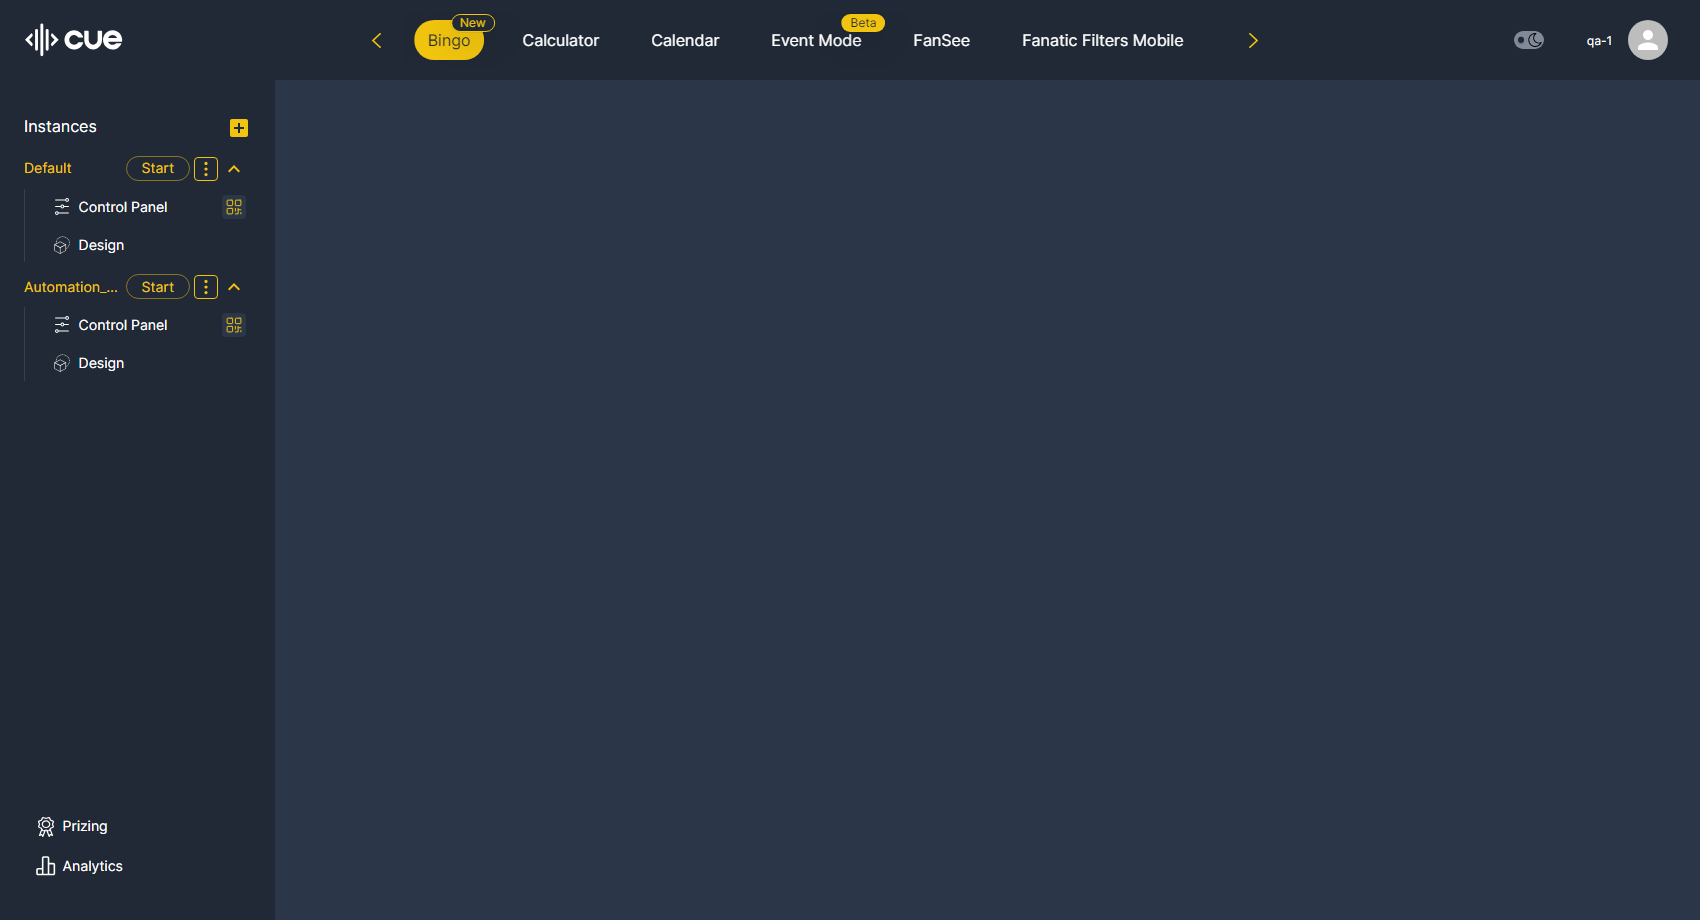 cue
Bingo
New
Calculator
Calendar
Event Mode
Beta
FanSee
Fanatic Filters Mobile
qa-1
Instances
Default
Start
Control Panel
Design
Automation_...
Start
Control Panel
Design
Prizing
Analytics